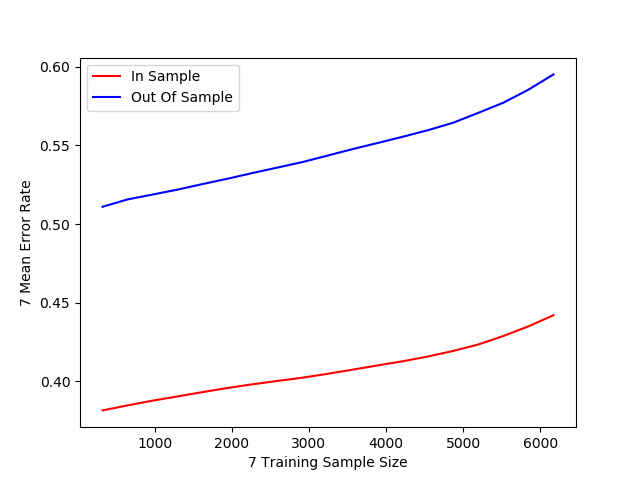 In Sample
Out Of Sample
0.60
0.55
0.50
0.45
0.40
7 Mean Error Rate
1000 2000 3000 4000 5000 6000
7 Training Sample Size